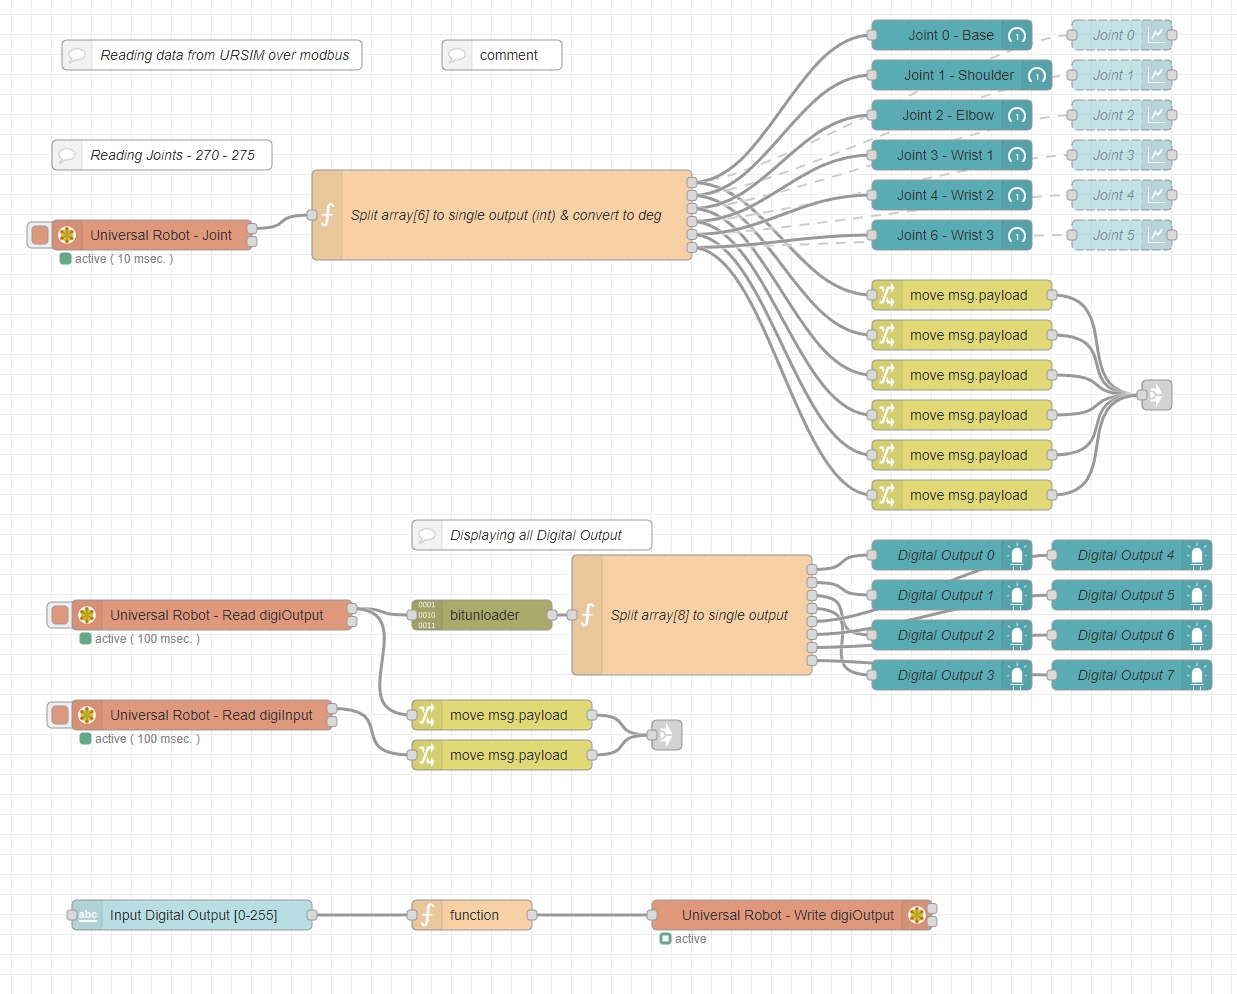 Reading data from URSIM over modbus
comment
Joint 0 - Base
Joint 0
Joint 1 - Shoulder
Joint 1
Joint 2 - Elbow
Joint 2
Reading Joints - 270 - 275
Joint 3 - Wrist 1
Joint 3
Joint 4 - Wrist 2
Joint 4
Split array[6] to single output (int) & convert to deg
Universal Robot - Joint
Joint 6 - Wrist 3
Joint 5
active ( 10 msec. )
move msg.payload
move msg.payload
move msg.payload
move msg.payload
move msg.payload
move msg.payload
Displaying all Digital Output
Digital Output 0
Digital Output 4
Digital Output 1
Digital Output 5
Universal Robot - Read digiOutput
0001
0010
0011
bitunloader
Split array[8] to single output
active ( 100 msec. )
Digital Output 2
Digital Output 6
Digital Output 3
Digital Output 7
Universal Robot - Read digiInput
move msg.payload
active ( 100 msec. )
move msg.payload
abc
Input Digital Output [0-255]
function
Universal Robot - Write digiOutput
active